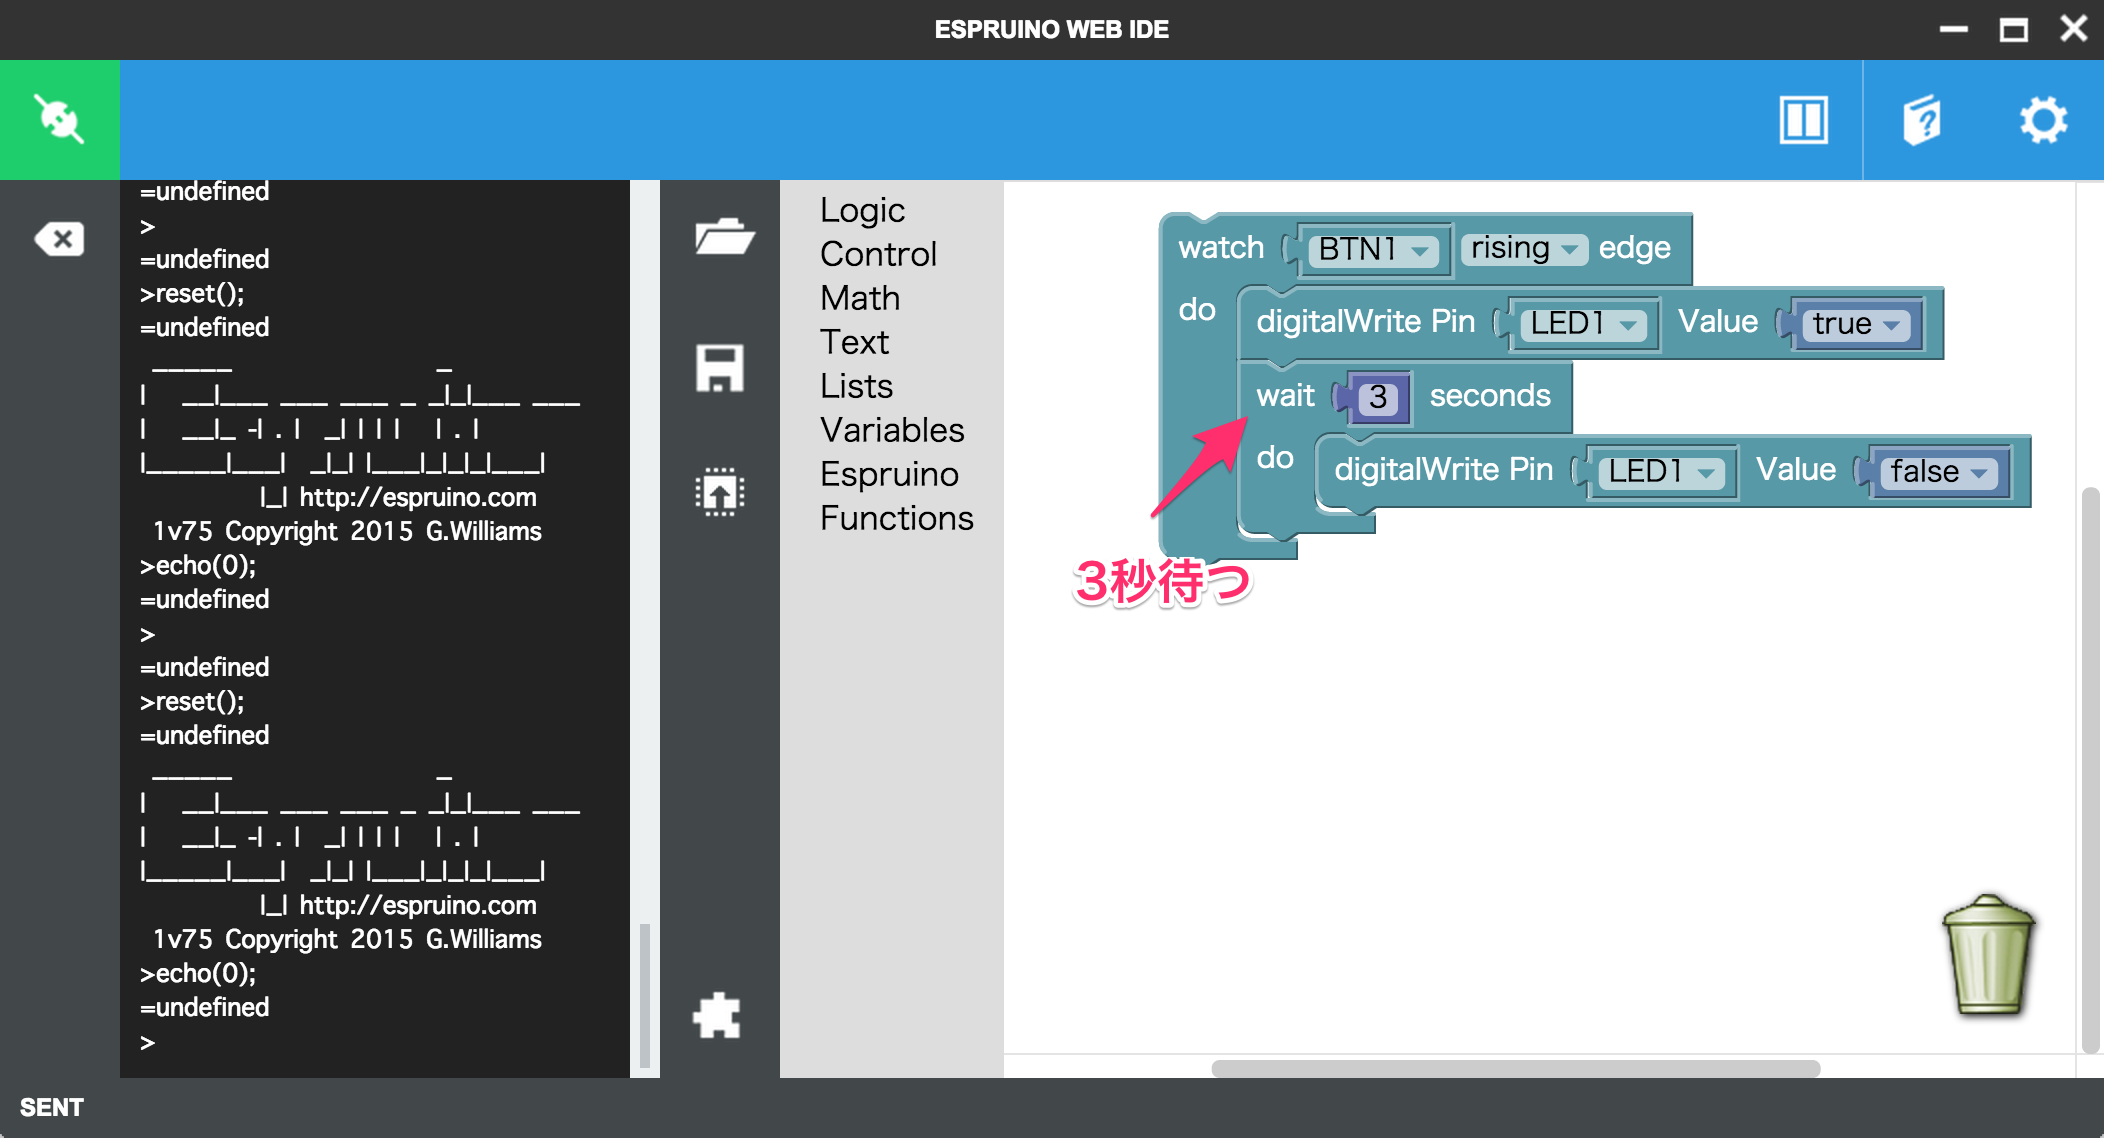 ESPRUINO WEB IDE
=undefined
>
=undefined
>reset();
=undefined
 _____                 _
|   __|___ ___ ___ _ _|_|___ ___
|   __|_ -| . |  _| | | |   | . |
|_____|___|  _|_| |___|_|_|_|___|
          |_| http://espruino.com
 1v75 Copyright 2015 G.Williams
>echo(0);
=undefined
>
=undefined
>reset();
=undefined
 _____                 _
|   __|___ ___ ___ _ _|_|___ ___
|   __|_ -| . |  _| | | |   | . |
|_____|___|  _|_| |___|_|_|_|___|
          |_| http://espruino.com
 1v75 Copyright 2015 G.Williams
>echo(0);
=undefined
>
Logic
Control
Math
Text
Lists
Variables
Espruino
Functions
watch BTN1 rising edge
do digitalWrite Pin LED1 Value true
wait 3 seconds
do digitalWrite Pin LED1 Value false
3秒待つ
SENT